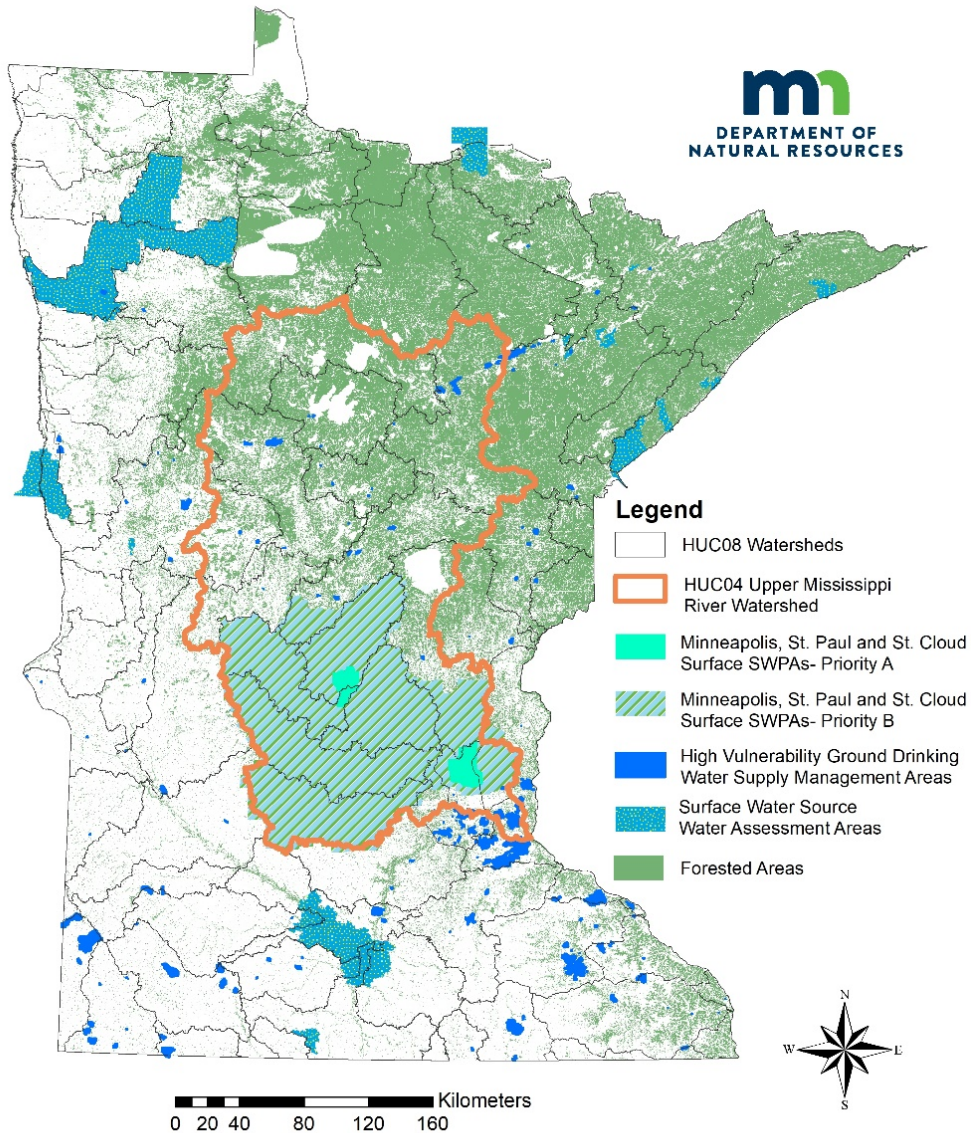 mn
DEPARTMENT OF
NATURAL RESOURCES
Legend
HUC08 Watersheds
HUC04 Upper Mississippi
River Watershed
Minneapolis, St. Paul and St. Cloud
Surface SWPAs- Priority A
Minneapolis, St. Paul and St. Cloud
Surface SWPAs- Priority B
High Vulnerability Ground Drinking
Water Supply Management Areas
Surface Water Source
Water Assessment Areas
Forested Areas
N
W E
S
Kilometers
0 20 40 80 120 160